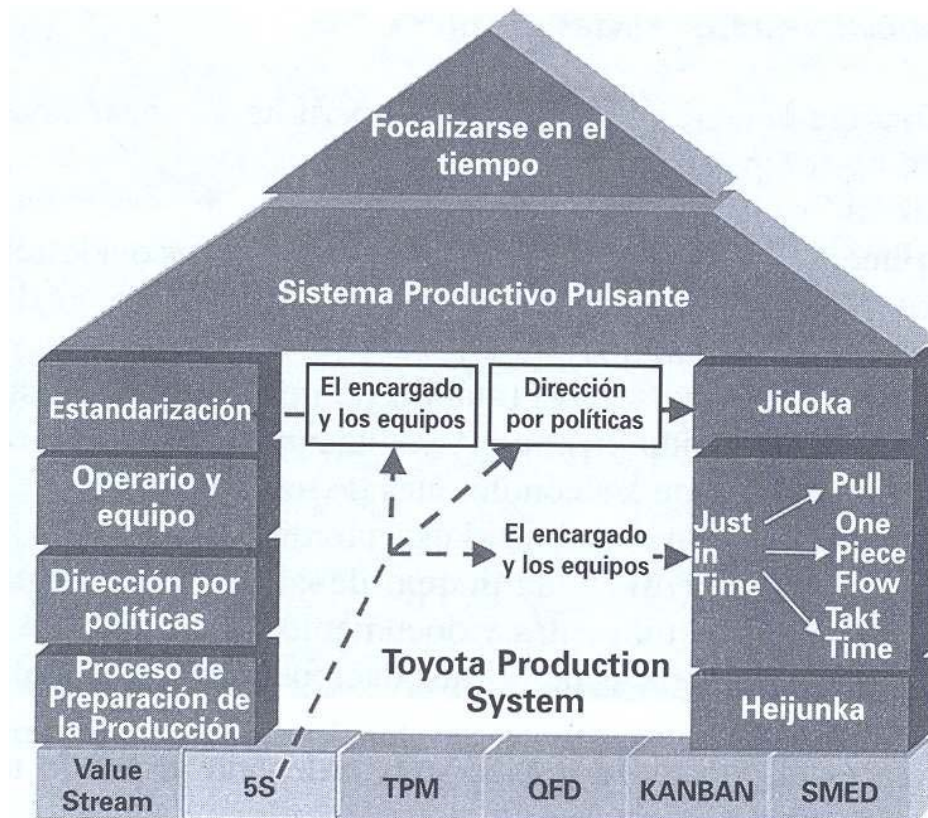 Focalizarse en el
tiempo
Sistema Productivo Pulsante
Estandarización
El encargado
y los equipos
Dirección
por políticas
Jidoka
Operario y
equipo
Dirección por
políticas
Proceso de
Preparación de
la Producción
El encargado
y los equipos
Just
in
Time
Pull
One
Piece
Flow
Takt
Time
Toyota Production
System
Heijunka
Value
Stream
5S
TPM
QFD
KANBAN
SMED